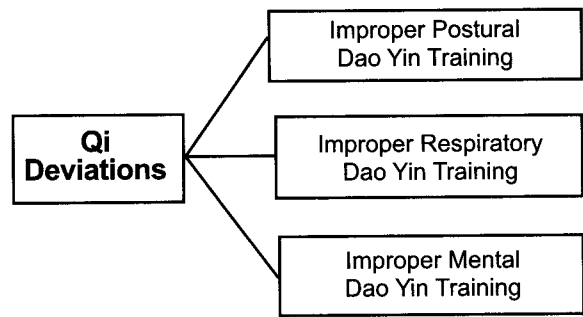 Improper Postural
Dao Yin Training
Qi
Deviations
Improper Respiratory
Dao Yin Training
Improper Mental
Dao Yin Training